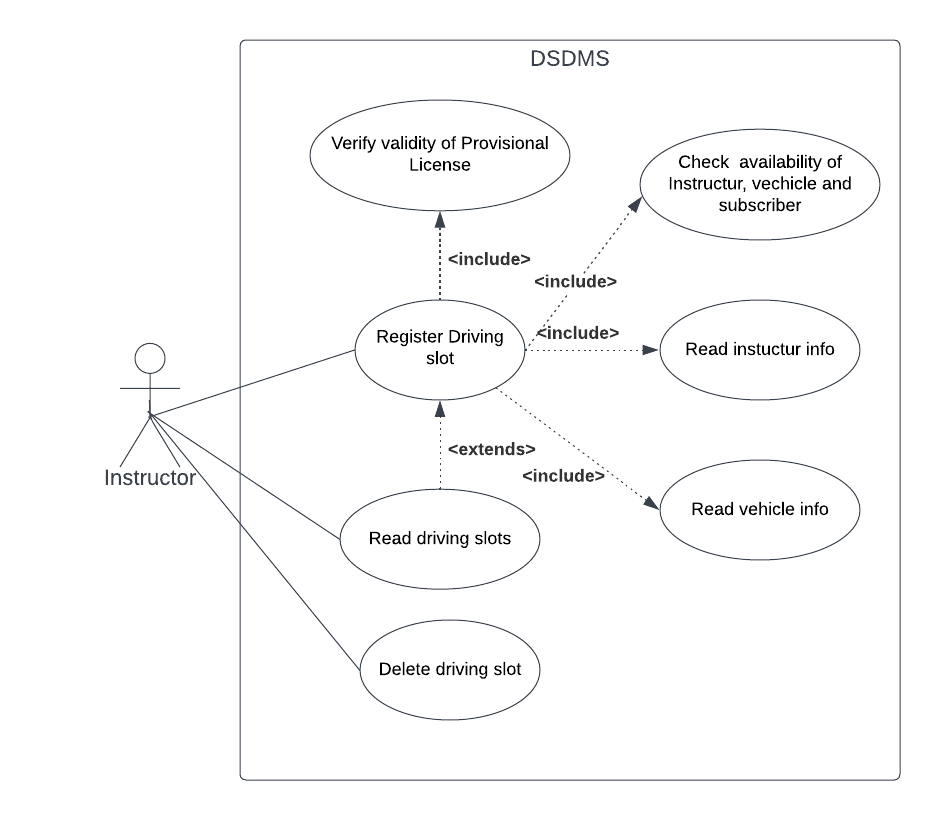 DSDMS
Verify validity of Provisional
License
Check  availability of
Instructur, vechicle and
subscriber
<include>
<include>
<include>
Register Driving
slot
Read instuctur info
Instructor
<extends>
<include>
Read vehicle info
Read driving slots
Delete driving slot